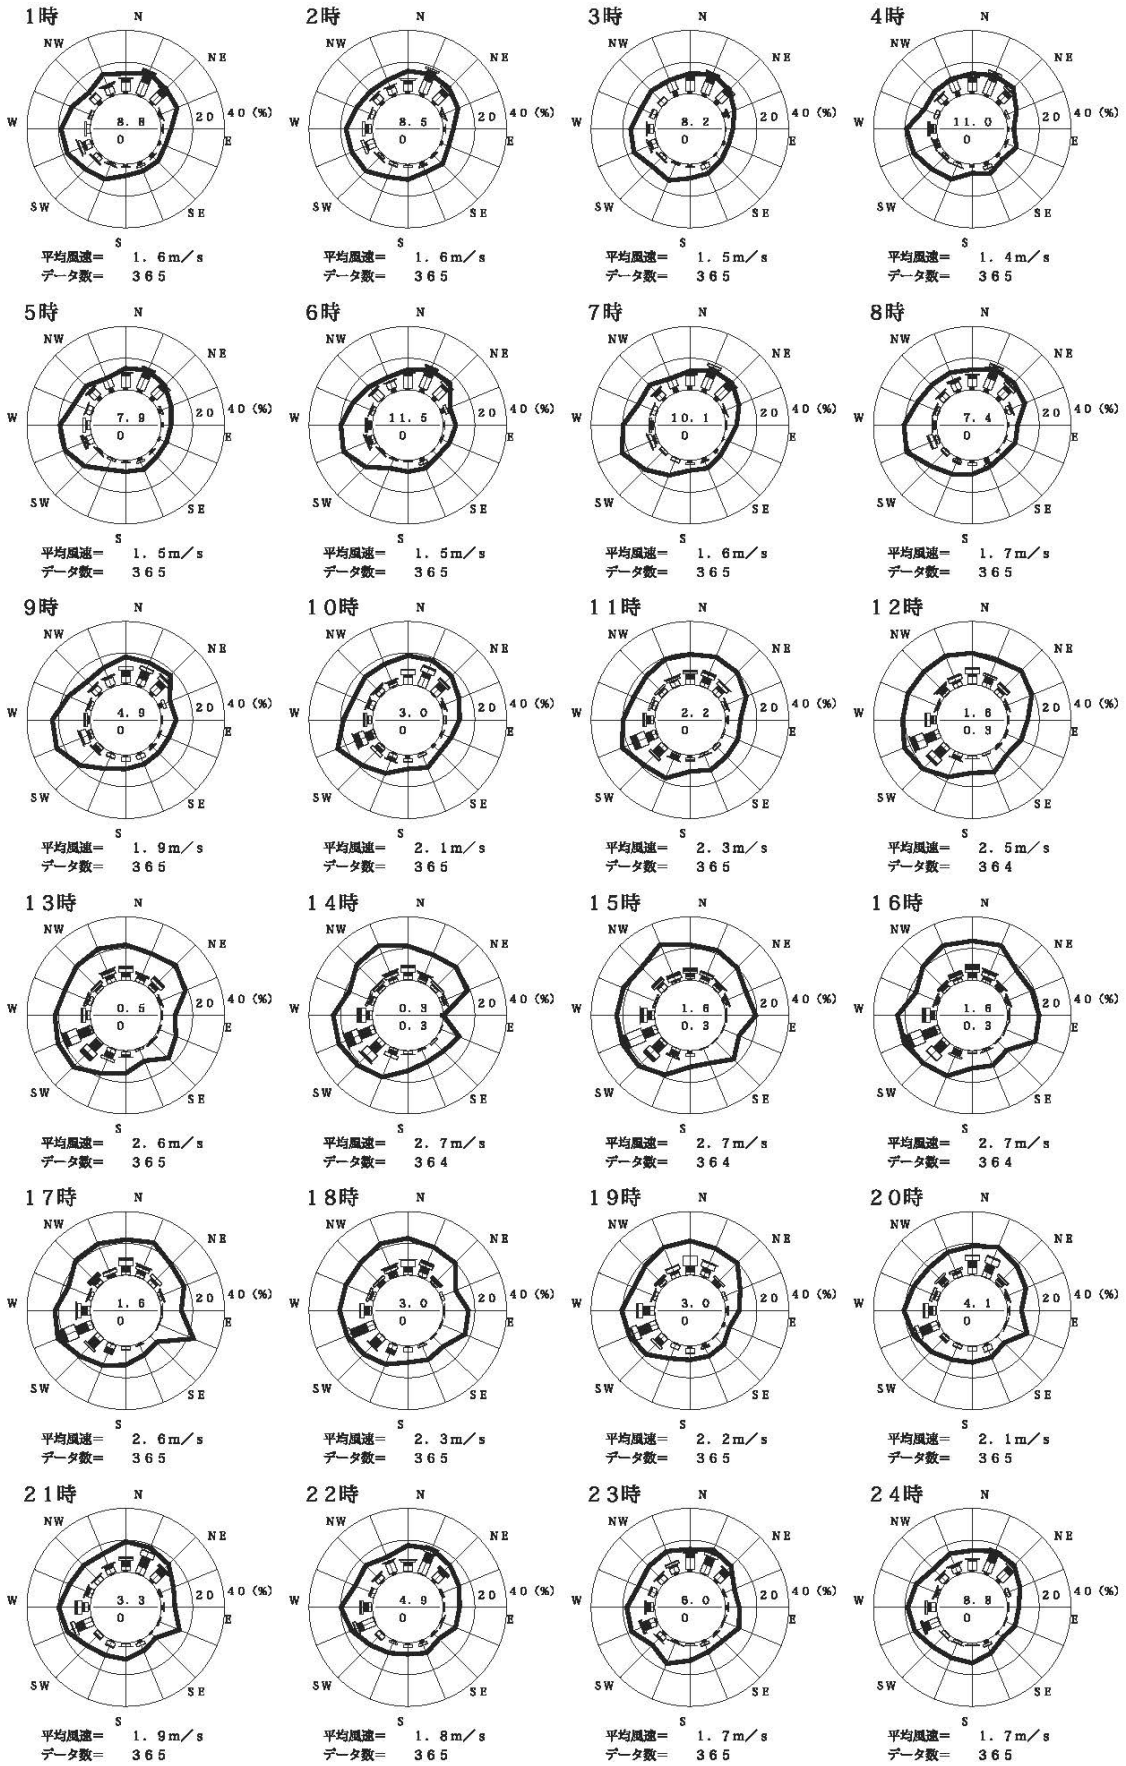 1時 N
NW NE
W 8.8 20 40(%)
0 E
SW SE
S
平均風速= 1.6m/s
データ数= 365
2時 N
NW NE
W 8.5 20 40(%)
0 E
SW SE
S
平均風速= 1.6m/s
データ数= 365
3時 N
NW NE
W 8.2 20 40(%)
0 E
SW SE
S
平均風速= 1.5m/s
データ数= 365
4時 N
NW NE
W 11.0 20 40(%)
0 E
SW SE
S
平均風速= 1.4m/s
データ数= 365
5時 N
NW NE
W 7.9 20 40(%)
0 E
SW SE
S
平均風速= 1.5m/s
データ数= 365
6時 N
NW NE
W 11.5 20 40(%)
0 E
SW SE
S
平均風速= 1.5m/s
データ数= 365
7時 N
NW NE
W 10.1 20 40(%)
0 E
SW SE
S
平均風速= 1.6m/s
データ数= 365
8時 N
NW NE
W 7.4 20 40(%)
0 E
SW SE
S
平均風速= 1.7m/s
データ数= 365
9時 N
NW NE
W 4.9 20 40(%)
0 E
SW SE
S
平均風速= 1.9m/s
データ数= 365
10時 N
NW NE
W 3.0 20 40(%)
0 E
SW SE
S
平均風速= 2.1m/s
データ数= 365
11時 N
NW NE
W 2.2 20 40(%)
0 E
SW SE
S
平均風速= 2.3m/s
データ数= 365
12時 N
NW NE
W 1.6 20 40(%)
0.3 E
SW SE
S
平均風速= 2.5m/s
データ数= 364
13時 N
NW NE
W 0.5 20 40(%)
0 E
SW SE
S
平均風速= 2.6m/s
データ数= 365
14時 N
NW NE
W 0.3 20 40(%)
0.3 E
SW SE
S
平均風速= 2.7m/s
データ数= 364
15時 N
NW NE
W 1.6 20 40(%)
0.3 E
SW SE
S
平均風速= 2.7m/s
データ数= 364
16時 N
NW NE
W 1.6 20 40(%)
0.3 E
SW SE
S
平均風速= 2.7m/s
データ数= 364
17時 N
NW NE
W 1.6 20 40(%)
0 E
SW SE
S
平均風速= 2.6m/s
データ数= 365
18時 N
NW NE
W 3.0 20 40(%)
0 E
SW SE
S
平均風速= 2.3m/s
データ数= 365
19時 N
NW NE
W 3.0 20 40(%)
0 E
SW SE
S
平均風速= 2.2m/s
データ数= 365
20時 N
NW NE
W 4.1 20 40(%)
0 E
SW SE
S
平均風速= 2.1m/s
データ数= 365
21時 N
NW NE
W 3.3 20 40(%)
0 E
SW SE
S
平均風速= 1.9m/s
データ数= 365
22時 N
NW NE
W 4.9 20 40(%)
0 E
SW SE
S
平均風速= 1.8m/s
データ数= 365
23時 N
NW NE
W 6.0 20 40(%)
0 E
SW SE
S
平均風速= 1.7m/s
データ数= 365
24時 N
NW NE
W 8.8 20 40(%)
0 E
SW SE
S
平均風速= 1.7m/s
データ数= 365